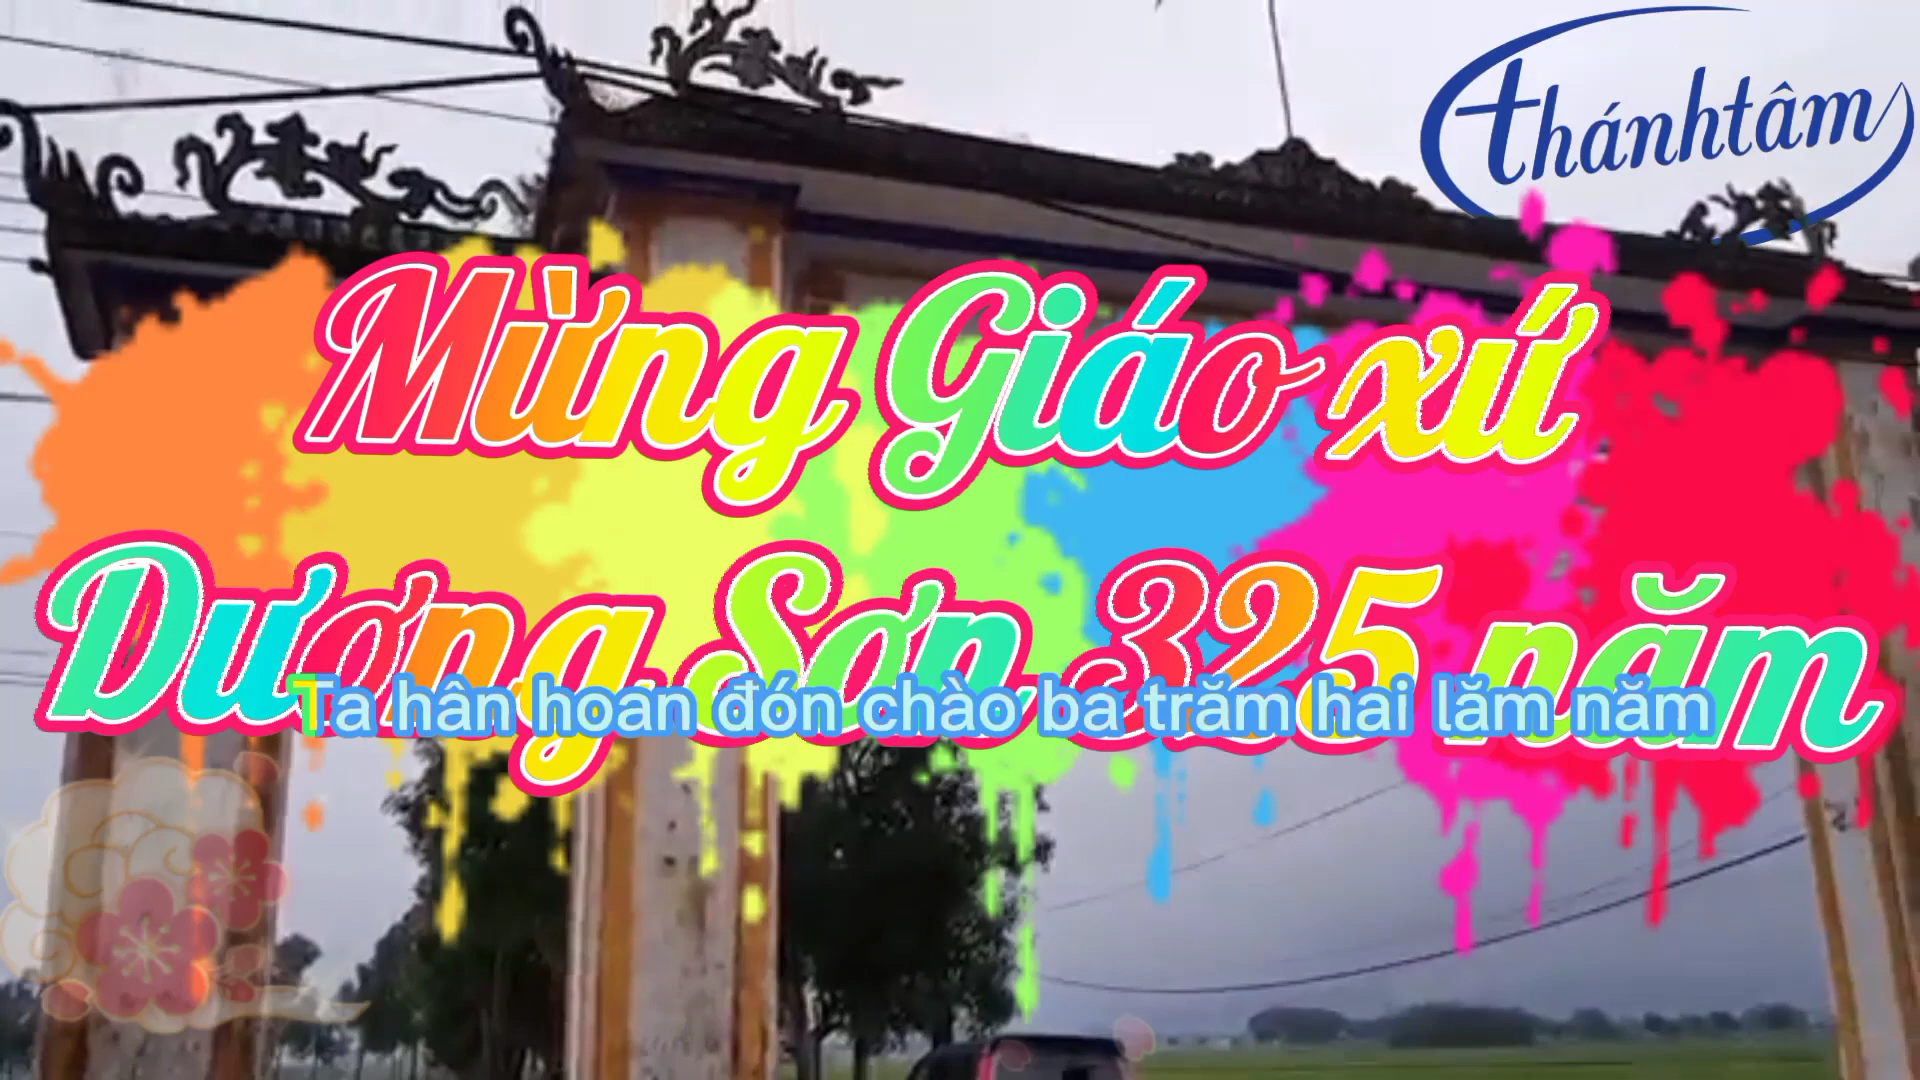 thánhtâm
Mừng Giáo xứ
Dương Sơn 325 năm
Ta hân hoan đón chào ba trăm hai lăm năm